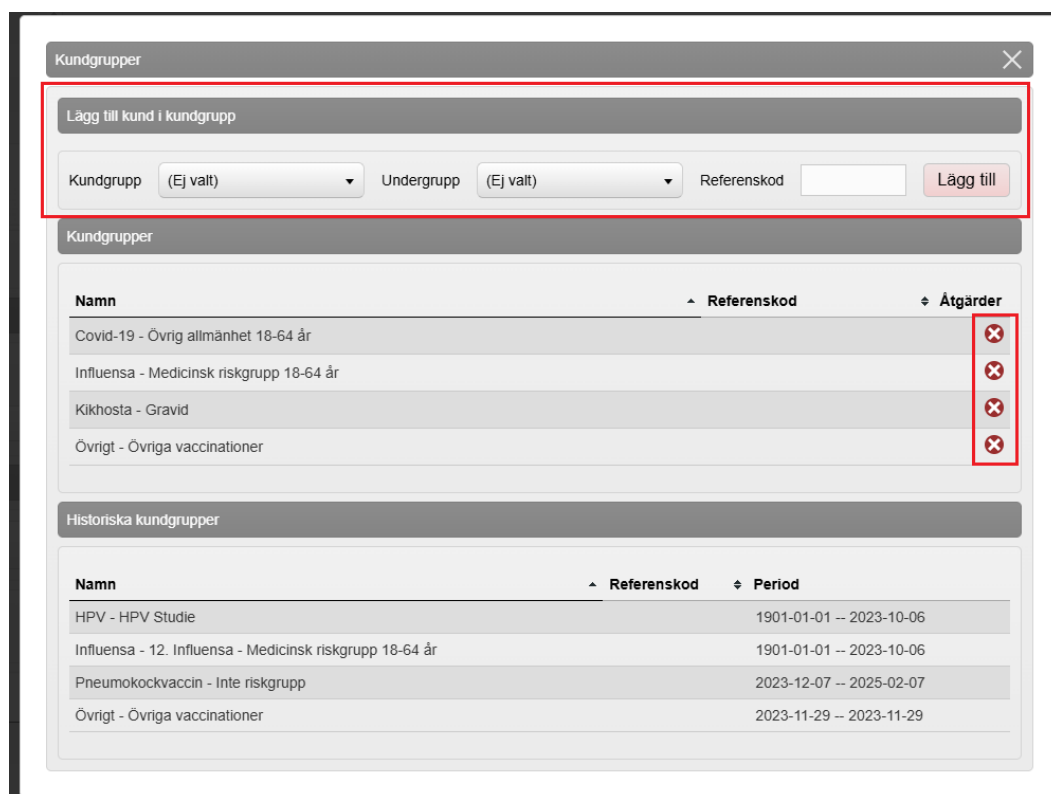 Kundgrupper
Lägg till kund i kundgrupp
Kundgrupp (Ej valt) Undergrupp (Ej valt) Referenskod Lägg till
Kundgrupper
Namn Referenskod Åtgärder
Covid-19 - Övrig allmänhet 18-64 år
Influensa - Medicinsk riskgrupp 18-64 år
Kikhosta - Gravid
Övrigt - Övriga vaccinationer
Historiska kundgrupper
Namn Referenskod Period
HPV - HPV Studie 1901-01-01 -- 2023-10-06
Influensa - 12. Influensa - Medicinsk riskgrupp 18-64 år 1901-01-01 -- 2023-10-06
Pneumokockvaccin - Inte riskgrupp 2023-12-07 -- 2025-02-07
Övrigt - Övriga vaccinationer 2023-11-29 -- 2023-11-29